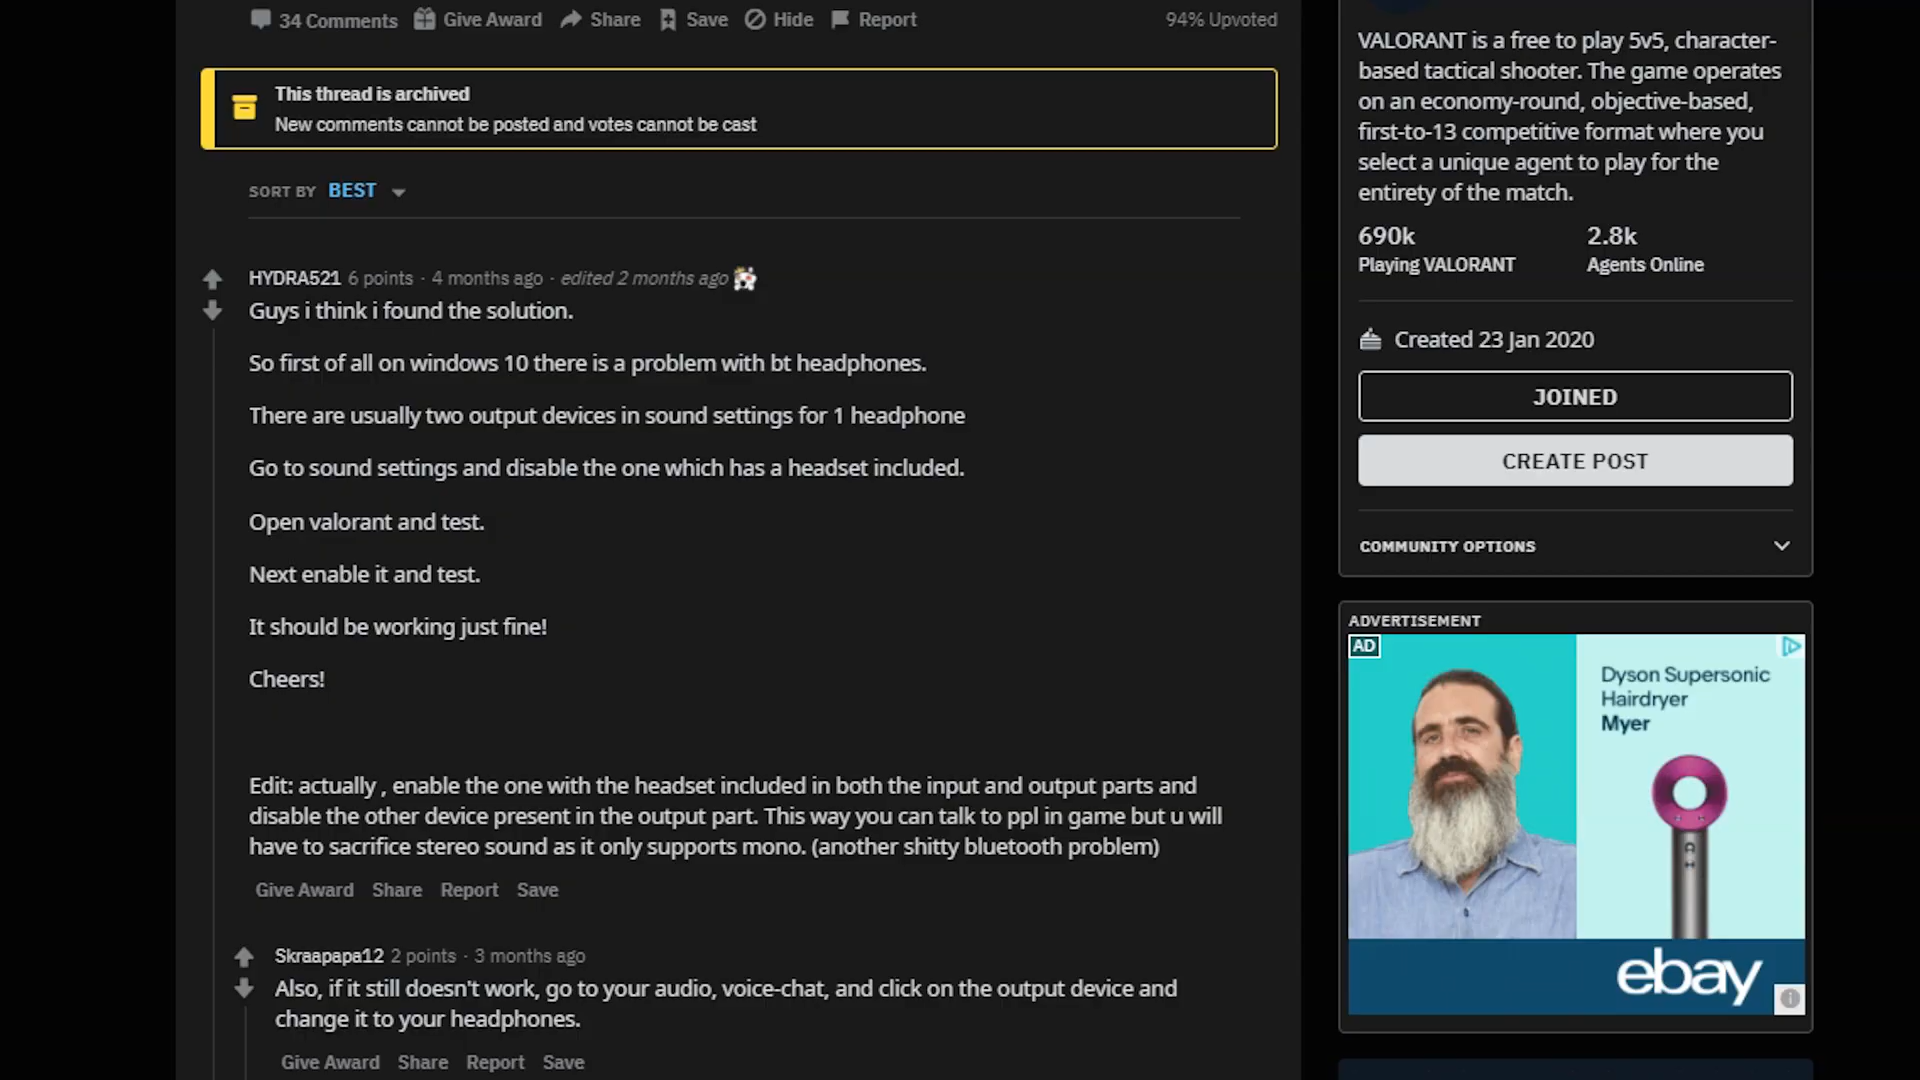 34 Comments Give Award Share Save Hide Report 94% Upvoted
This thread is archived
New comments cannot be posted and votes cannot be cast
SORT BY BEST
HYDRA521 6 points · 4 months ago · edited 2 months ago
Guys i think i found the solution.
So first of all on windows 10 there is a problem with bt headphones.
There are usually two output devices in sound settings for 1 headphone
Go to sound settings and disable the one which has a headset included.
Open valorant and test.
Next enable it and test.
It should be working just fine!
Cheers!
Edit: actually , enable the one with the headset included in both the input and output parts and
disable the other device present in the output part. This way you can talk to ppl in game but u will
have to sacrifice stereo sound as it only supports mono. (another shitty bluetooth problem)
Give Award Share Report Save
Skraapapa12 2 points · 3 months ago
Also, if it still doesn't work, go to your audio, voice-chat, and click on the output device and
change it to your headphones.
Give Award Share Report Save
VALORANT is a free to play 5v5, character-
based tactical shooter. The game operates
on an economy-round, objective-based,
first-to-13 competitive format where you
select a unique agent to play for the
entirety of the match.
690k 2.8k
Playing VALORANT Agents Online
Created 23 Jan 2020
JOINED
CREATE POST
COMMUNITY OPTIONS
ADVERTISEMENT
AD
Dyson Supersonic
Hairdryer
Myer
ebay